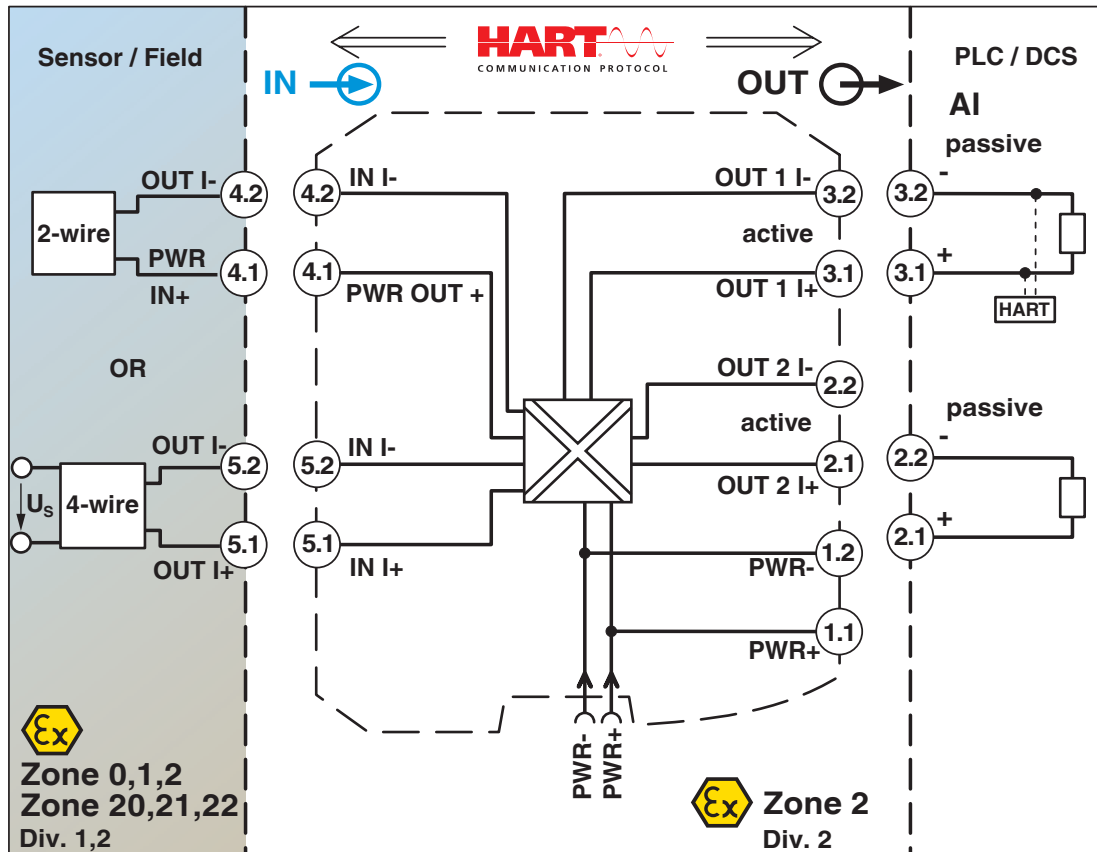 Sensor / Field
OUT I-
4.2
2-wire
PWR
4.1
IN+
OR
OUT I-
5.2
US
4-wire
5.1
OUT I+
Ex
Zone 0,1,2
Zone 20,21,22
Div. 1,2
HART
COMMUNICATION PROTOCOL
IN
OUT
4.2
IN I-
4.1
PWR OUT +
5.2
IN I-
5.1
IN I+
OUT 1 I-
3.2
active
3.1
OUT 1 I+
OUT 2 I-
2.2
active
2.1
OUT 2 I+
1.2
PWR-
1.1
PWR+
PWR-
PWR+
Ex
Zone 2
Div. 2
PLC / DCS
AI
passive
-
3.2
+
3.1
HART
passive
-
2.2
+
2.1